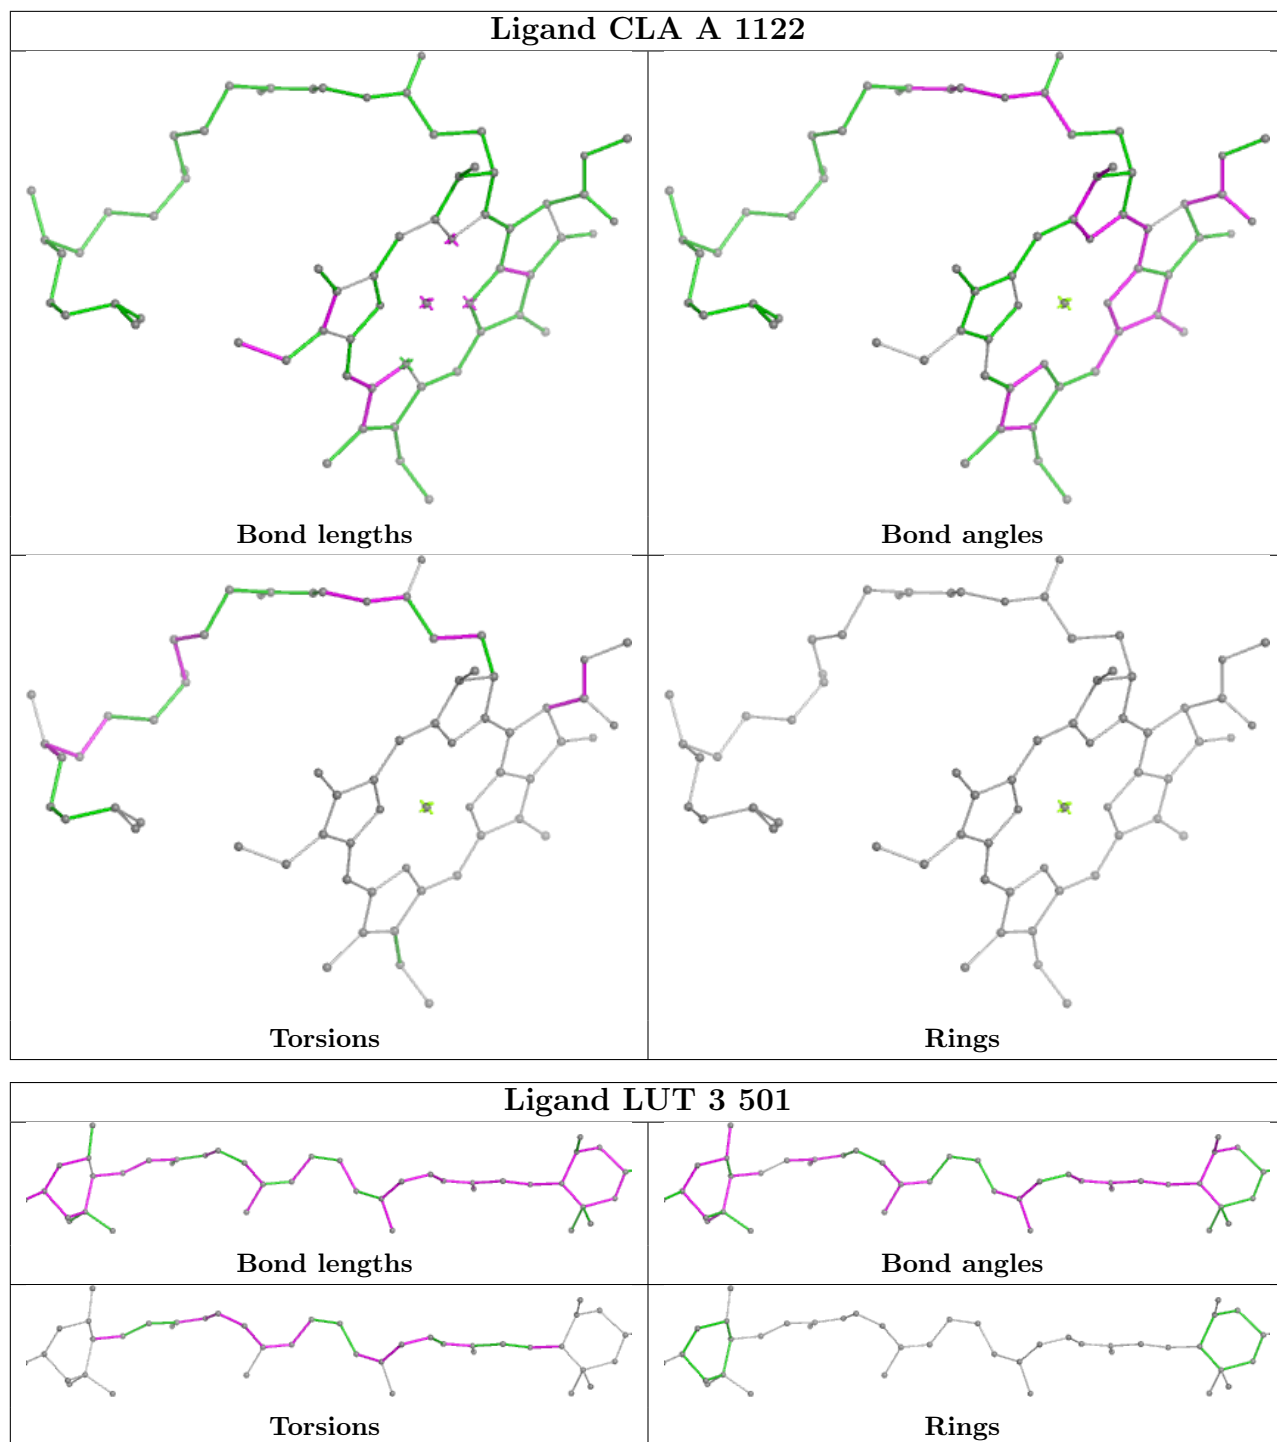 Ligand CLA A 1122
Bond lengths
Bond angles
Torsions
Rings
Ligand LUT 3 501
Bond lengths
Bond angles
Torsions
Rings